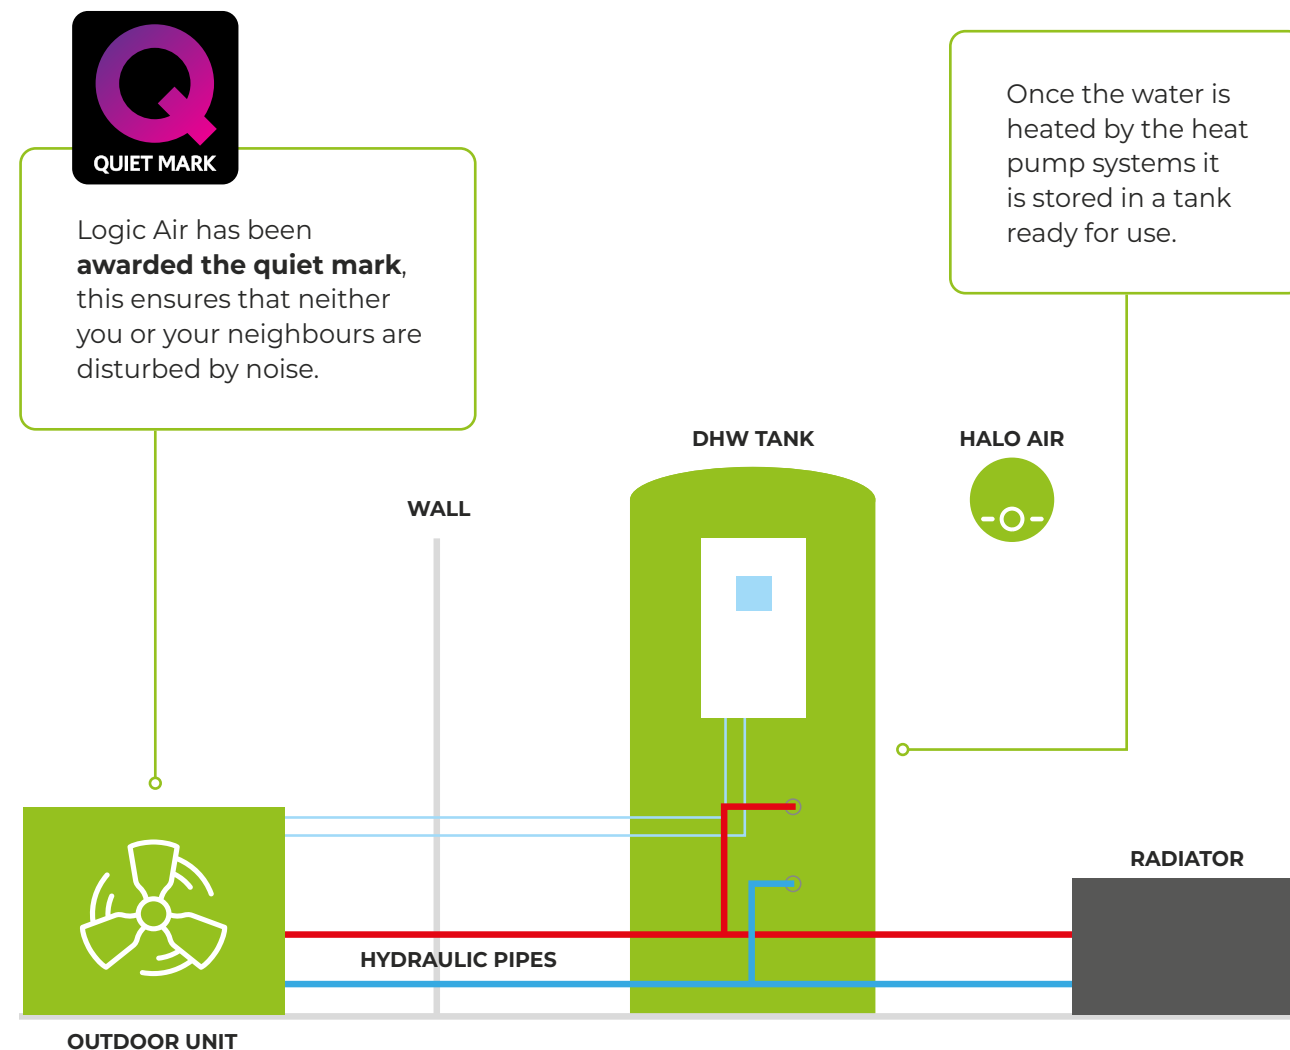 QUIET MARK
Logic Air has been
awarded the quiet mark,
this ensures that neither
you or your neighbours are
disturbed by noise.
Once the water is
heated by the heat
pump systems it
is stored in a tank
ready for use.
DHW TANK
HALO AIR
WALL
RADIATOR
HYDRAULIC PIPES
OUTDOOR UNIT